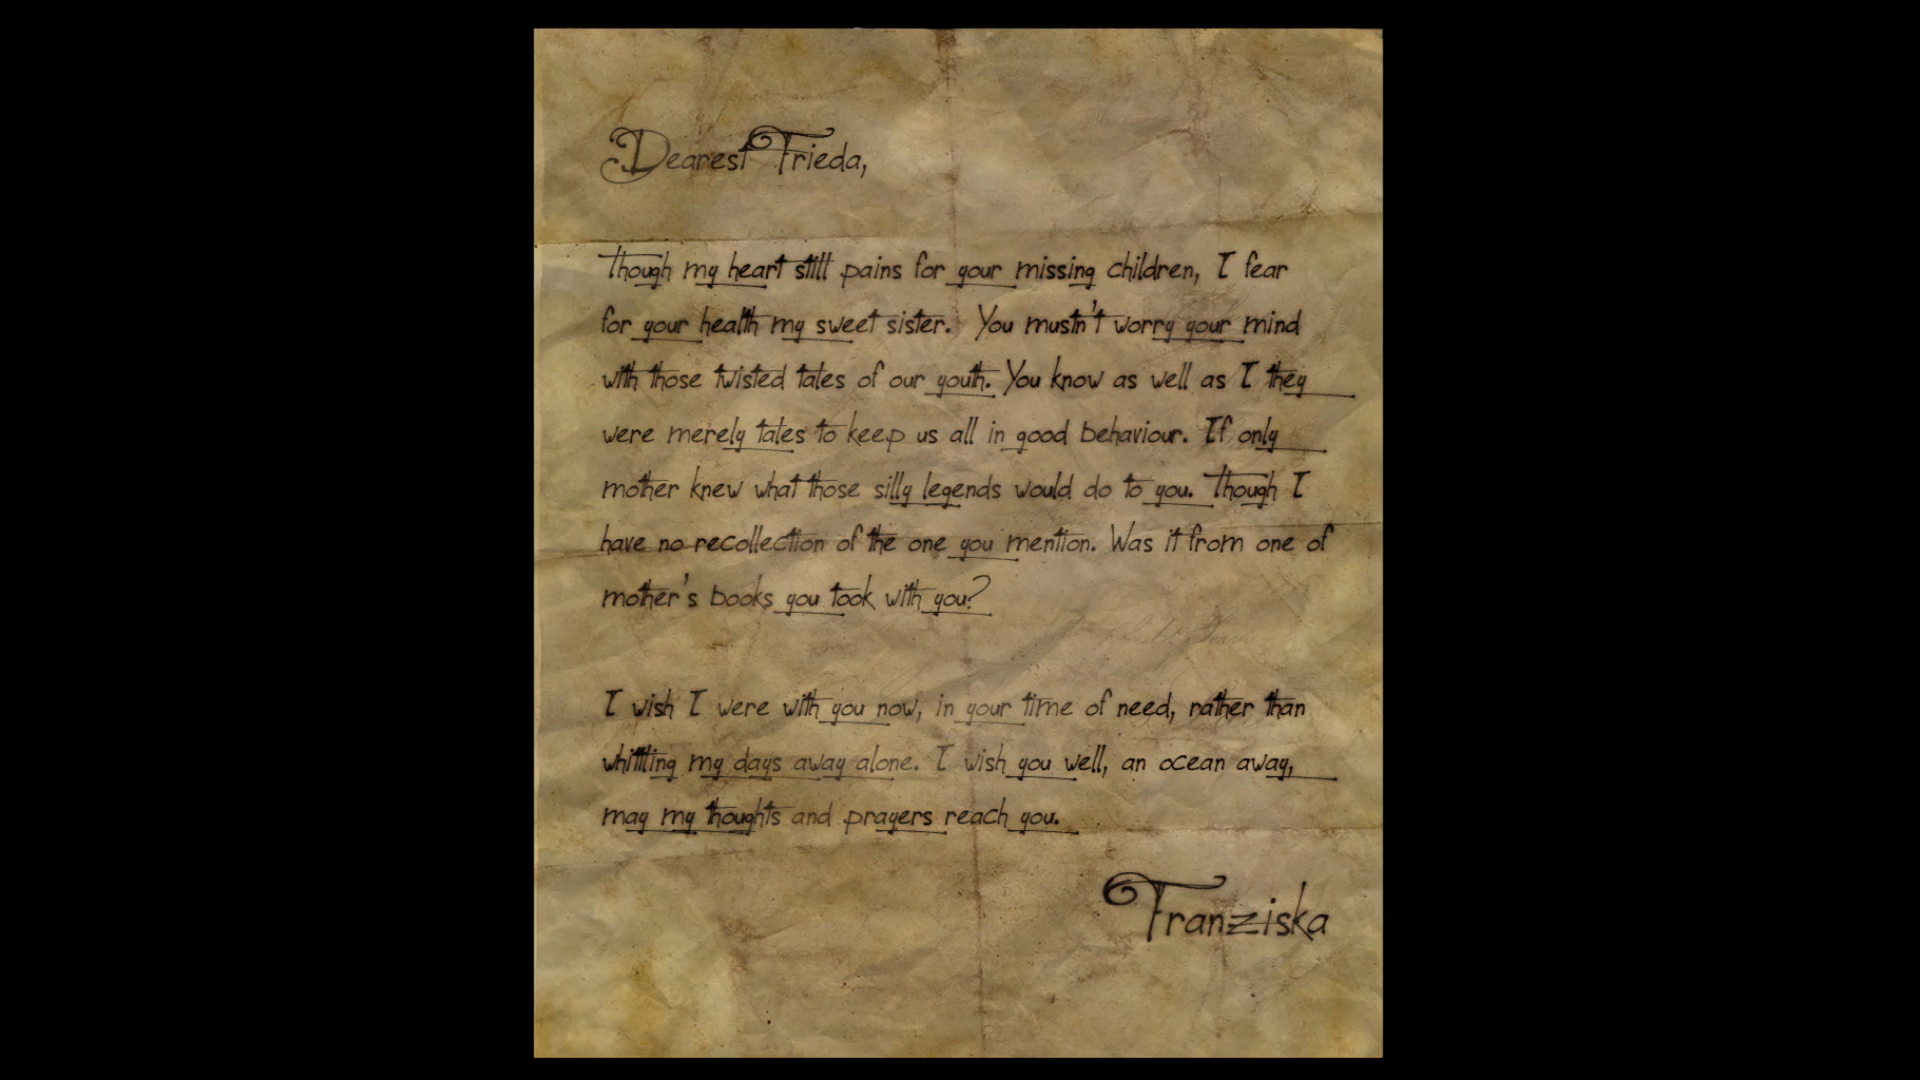 Dearest Frieda,
Though my heart still pains for your missing children, I fear
for your health my sweet sister. You mustn't worry your mind
with those twisted tales of our youth. You know as well as I they
were merely tales to keep us all in good behaviour. If only
mother knew what those silly legends would do to you. Though I
have no recollection of the one you mention. Was it from one of
mother's books you took with you?
I wish I were with you now, in your time of need, rather than
whittling my days away alone. I wish you well, an ocean away,
may my thoughts and prayers reach you.
Franziska